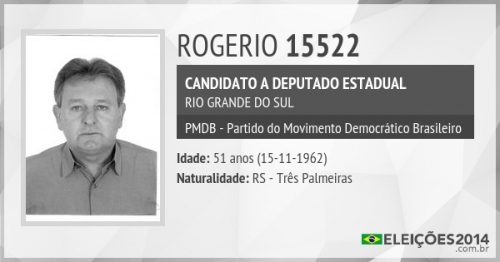 ROGERIO 15522
CANDIDATO A DEPUTADO ESTADUAL
RIO GRANDE DO SUL
PMDB - Partido do Movimento Democrático Brasileiro
Idade: 51 anos (15-11-1962)
Naturalidade: RS - Três Palmeiras
ELEIÇÕES2014
.com.br